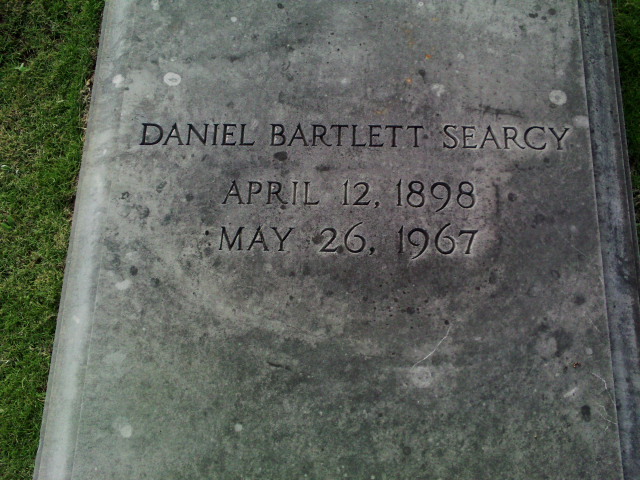 DANIEL BARTLETT SEARCY
APRIL 12, 1898
MAY 26, 1967